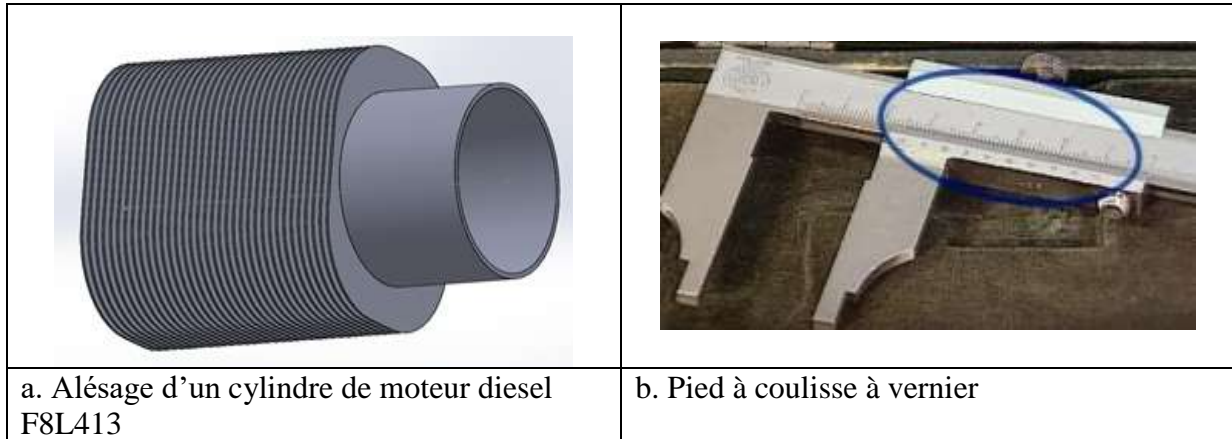 a. Alésage d’un cylindre de moteur diesel
F8L413
b. Pied à coulisse à vernier